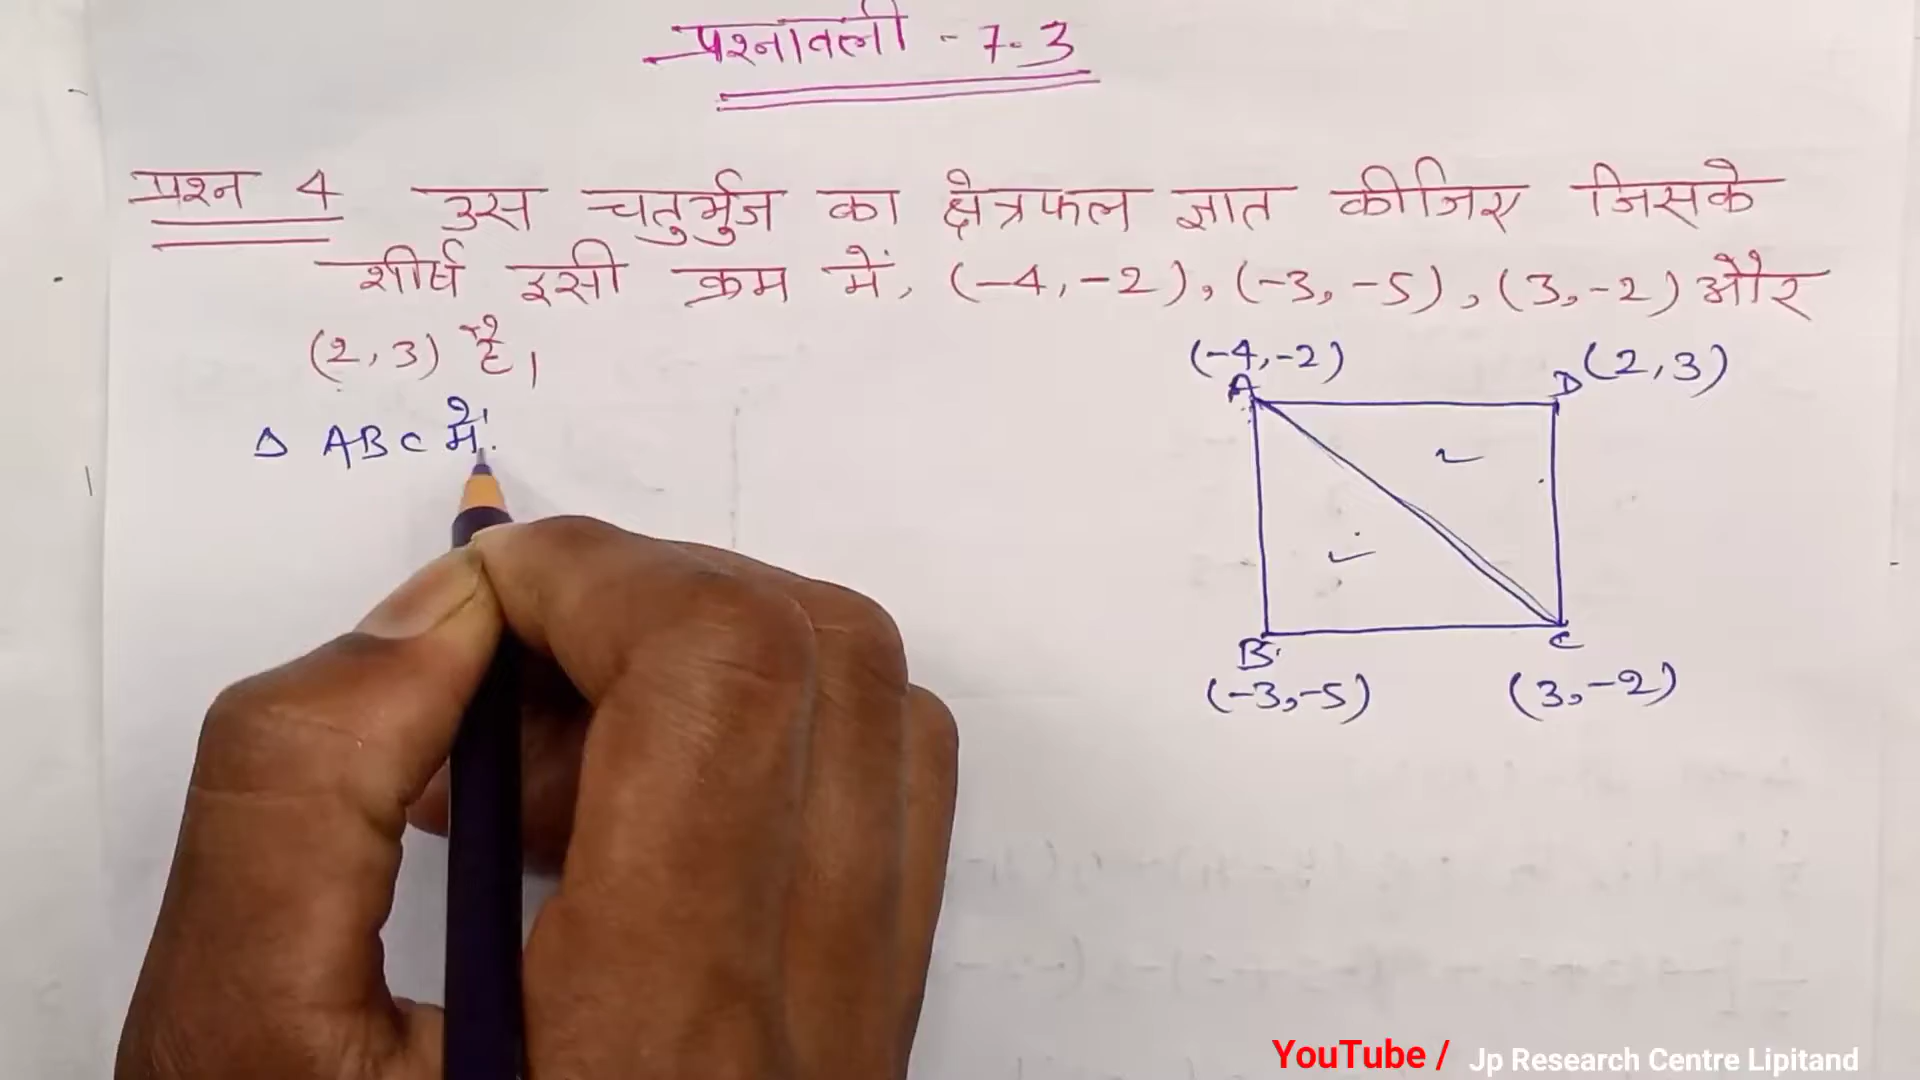 प्रश्नावली - 7.3
प्रश्न 4 उस चतुर्भुज का क्षेत्रफल ज्ञात कीजिए जिसके
शीर्ष इसी क्रम में, (-4,-2), (-3,-5), (3,-2) और
(2,3) है।
(-4,-2)
A
D (2,3)
Δ ABC में
B
C
(-3,-5)
(3,-2)
YouTube / Jp Research Centre Lipitand